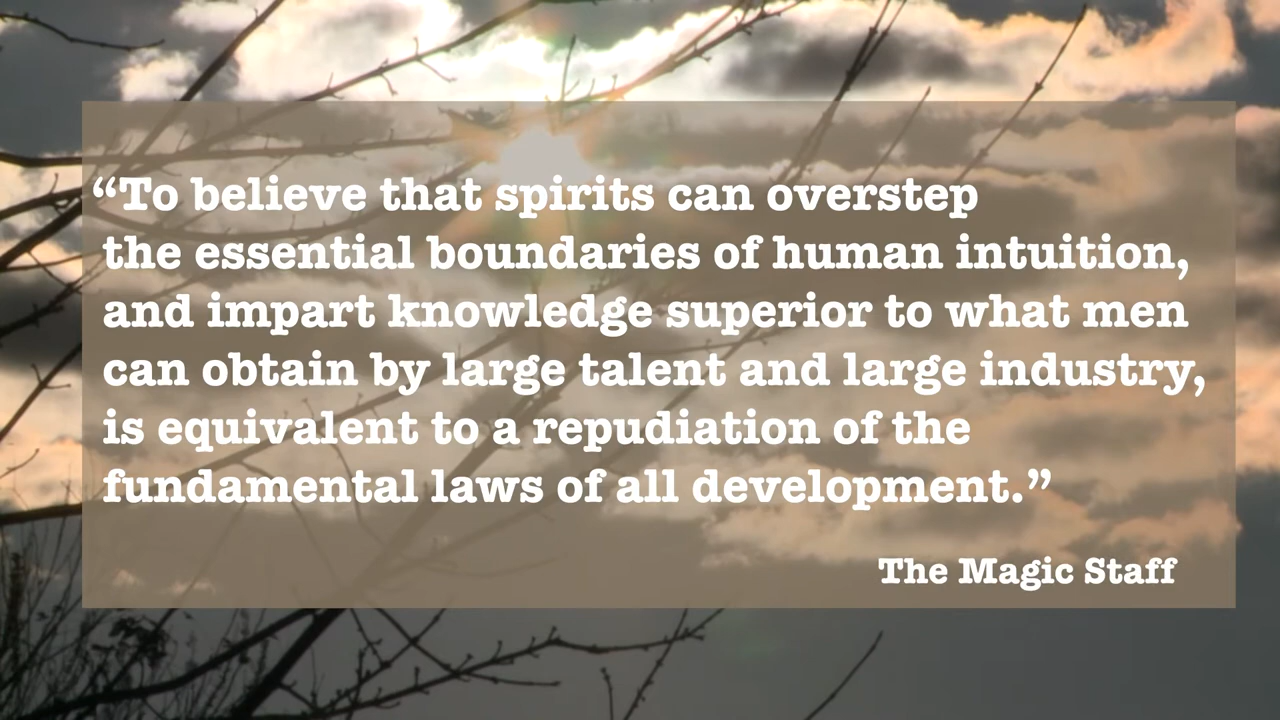 “To believe that spirits can overstep
the essential boundaries of human intuition,
and impart knowledge superior to what men
can obtain by large talent and large industry,
is equivalent to a repudiation of the
fundamental laws of all development.”
The Magic Staff